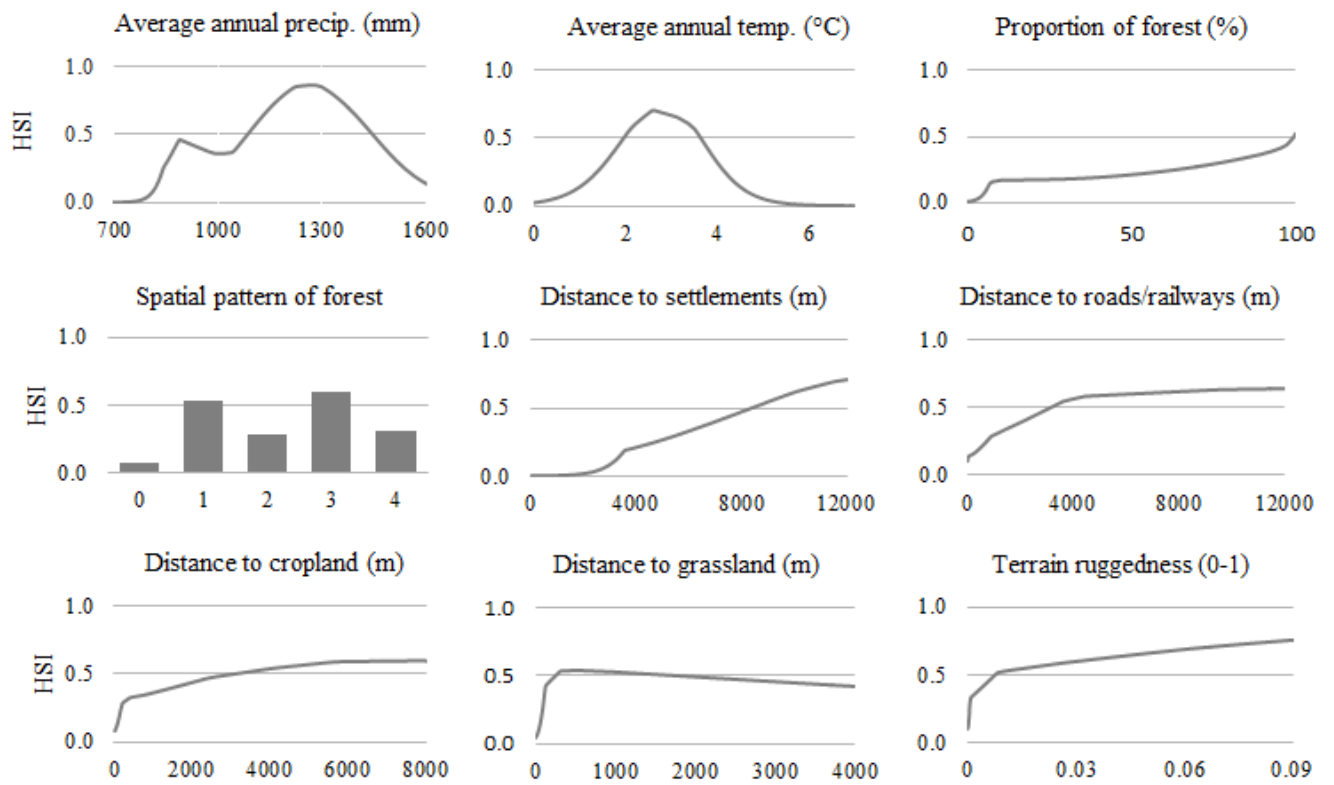 Average annual precip. (mm)
Average annual temp. (°C)
Proportion of forest (%)
HSI
1.0
0.5
0.0
700 1000 1300 1600
1.0
0.5
0.0
0 2 4 6
1.0
0.5
0.0
0 50 100
Spatial pattern of forest
Distance to settlements (m)
Distance to roads/railways (m)
HSI
1.0
0.5
0.0
0 1 2 3 4
1.0
0.5
0.0
0 4000 8000 12000
1.0
0.5
0.0
0 4000 8000 12000
Distance to cropland (m)
Distance to grassland (m)
Terrain ruggedness (0-1)
HSI
1.0
0.5
0.0
0 2000 4000 6000 8000
1.0
0.5
0.0
0 1000 2000 3000 4000
1.0
0.5
0.0
0 0.03 0.06 0.09